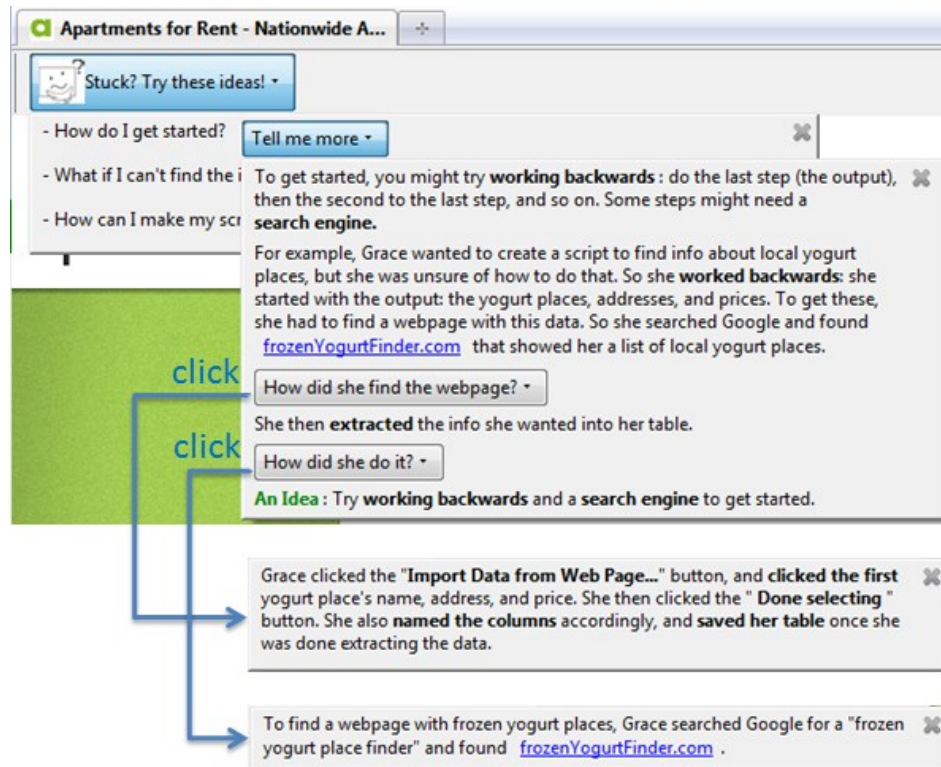 Apartments for Rent - Nationwide A...
Stuck? Try these ideas!
- How do I get started?
Tell me more
- What if I can't find the i
- How can I make my scr
To get started, you might try working backwards : do the last step (the output),
then the second to the last step, and so on. Some steps might need a
search engine.
For example, Grace wanted to create a script to find info about local yogurt
places, but she was unsure of how to do that. So she worked backwards: she
started with the output: the yogurt places, addresses, and prices. To get these,
she had to find a webpage with this data. So she searched Google and found
frozenYogurtFinder.com that showed her a list of local yogurt places.
click
How did she find the webpage?
She then extracted the info she wanted into her table.
click
How did she do it?
An Idea : Try working backwards and a search engine to get started.
Grace clicked the "Import Data from Web Page..." button, and clicked the first
yogurt place's name, address, and price. She then clicked the " Done selecting "
button. She also named the columns accordingly, and saved her table once she
was done extracting the data.
To find a webpage with frozen yogurt places, Grace searched Google for a "frozen
yogurt place finder" and found frozenYogurtFinder.com .